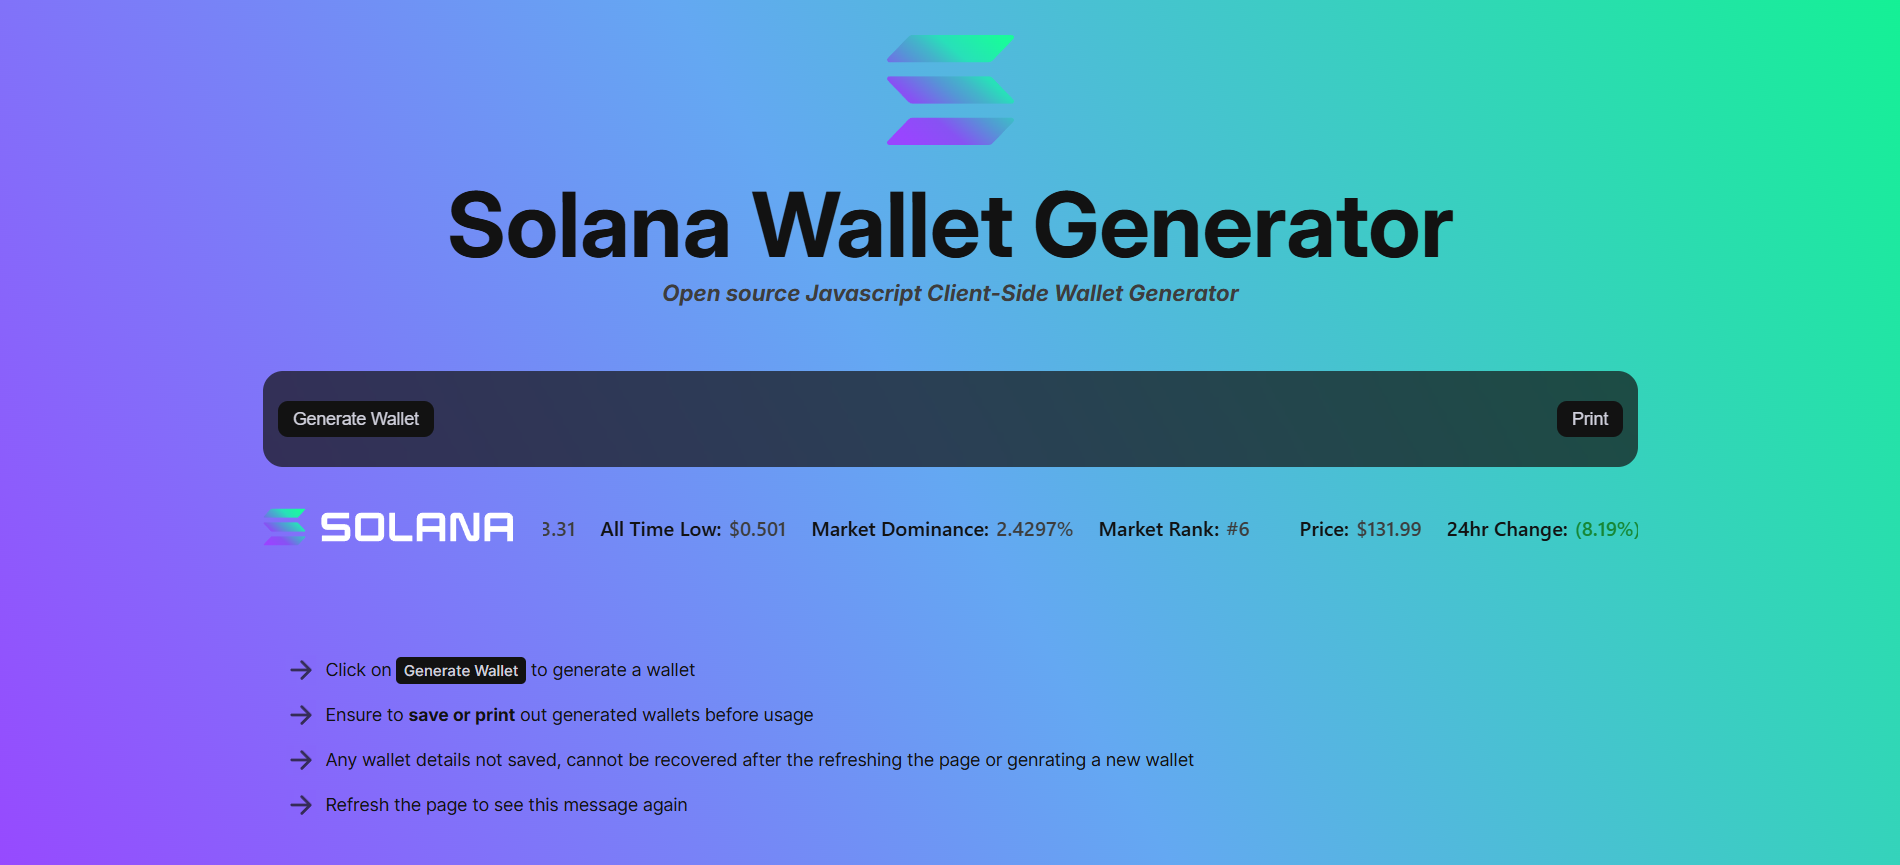 Solana Wallet Generator
Open source Javascript Client-Side Wallet Generator
Generate Wallet
Print
SOLANA 3.31 All Time Low: $0.501 Market Dominance: 2.4297% Market Rank: #6 Price: $131.99 24hr Change: (8.19%)
Click on Generate Wallet to generate a wallet
Ensure to save or print out generated wallets before usage
Any wallet details not saved, cannot be recovered after the refreshing the page or genrating a new wallet
Refresh the page to see this message again